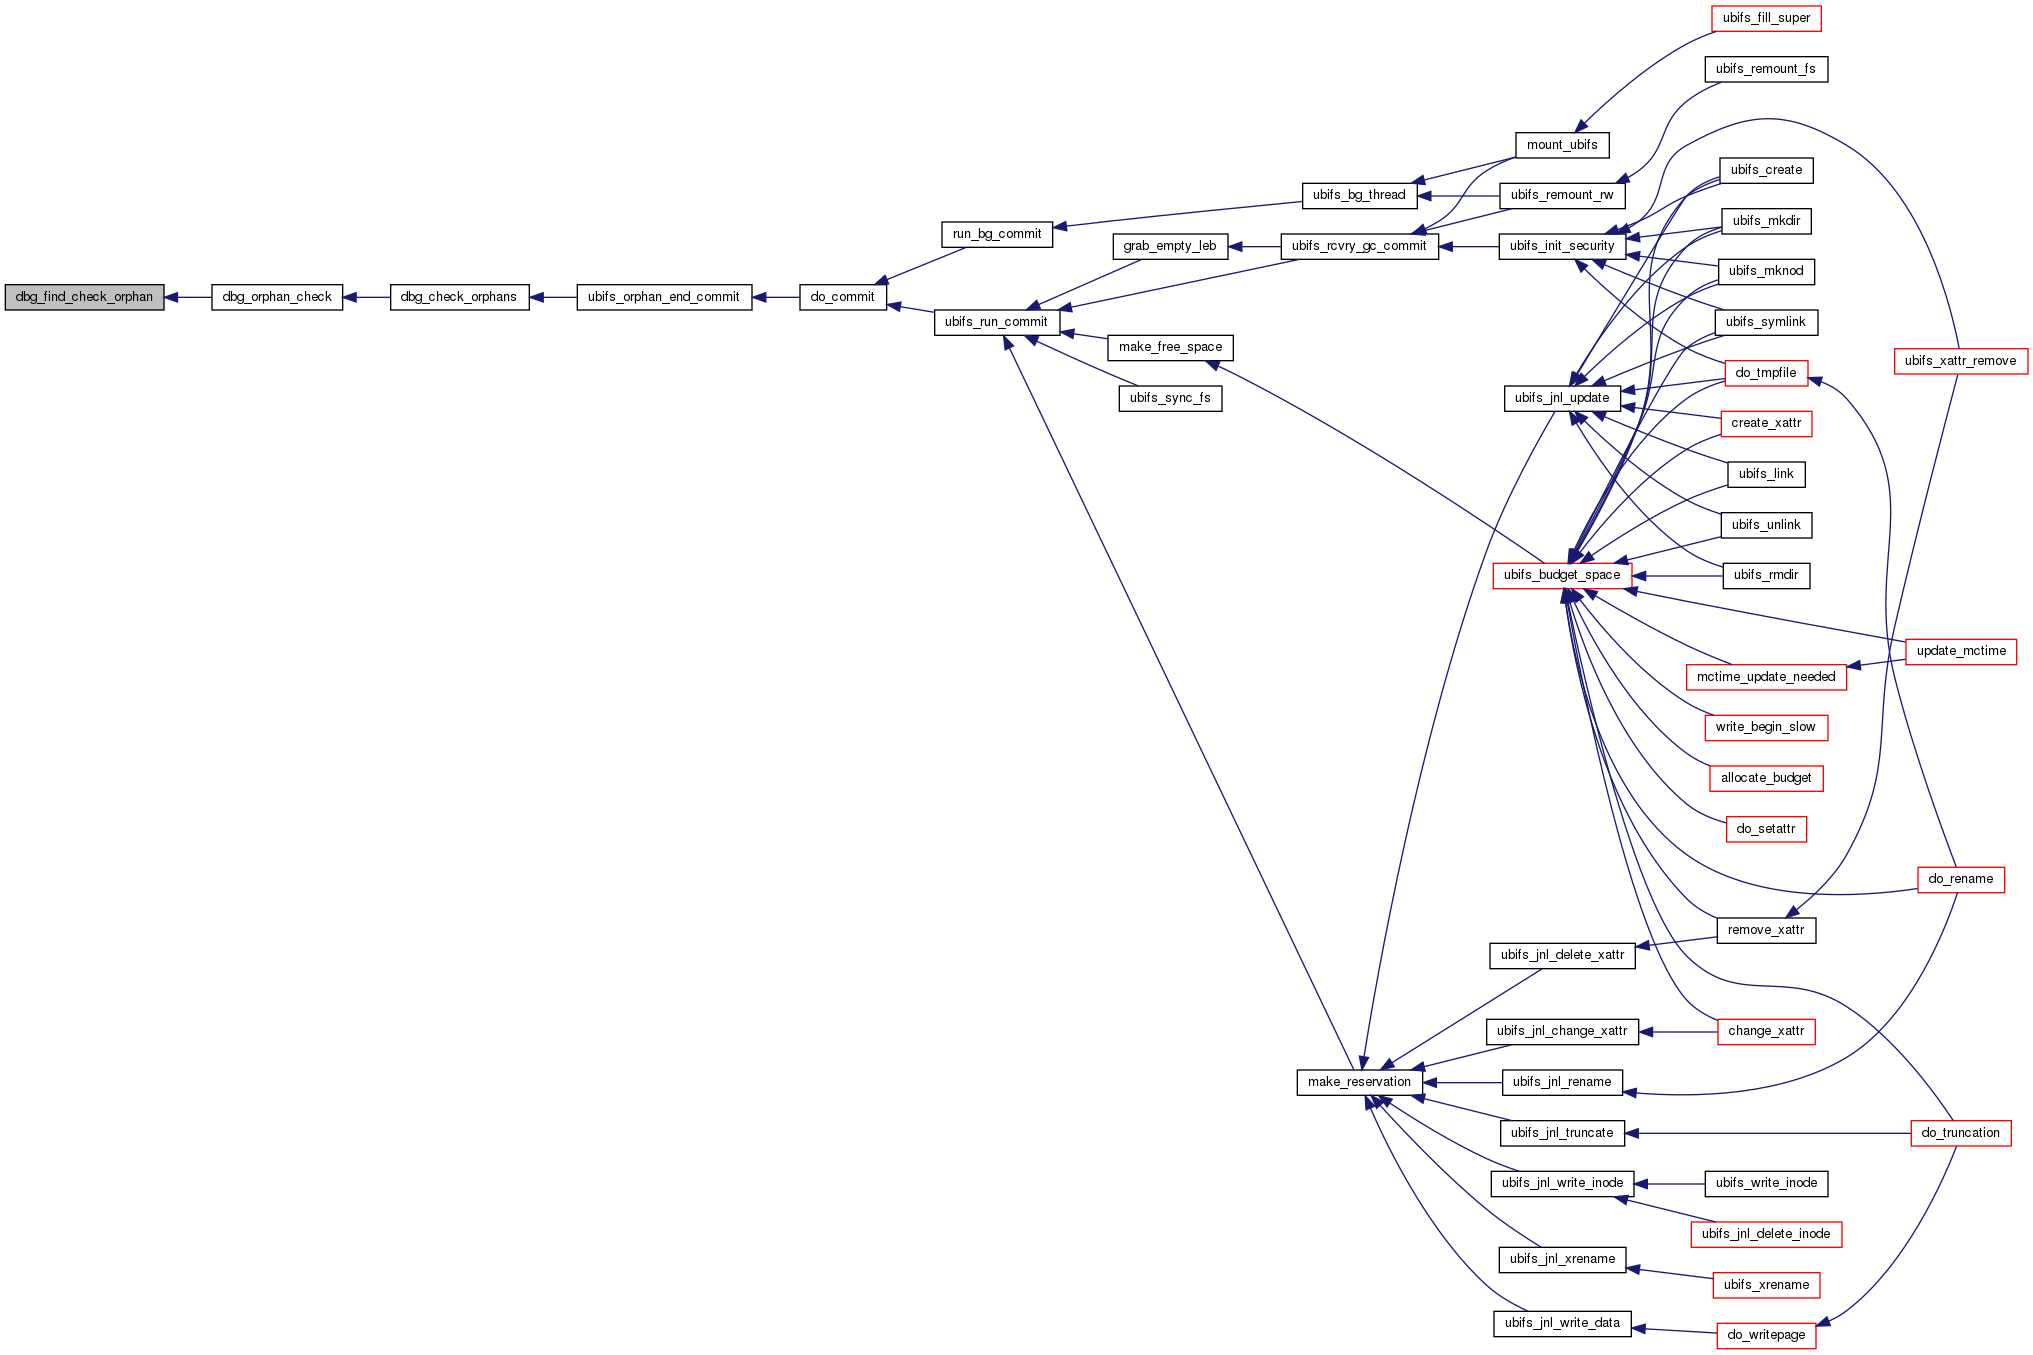 ubifs_fill_super
ubifs_remount_fs
mount_ubifs
ubifs_create
ubifs_bg_thread
ubifs_remount_rw
ubifs_mkdir
run_bg_commit
grab_empty_leb
ubifs_rcvry_gc_commit
ubifs_init_security
ubifs_mknod
dbg_find_check_orphan
dbg_orphan_check
dbg_check_orphans
ubifs_orphan_end_commit
do_commit
ubifs_run_commit
ubifs_symlink
make_free_space
ubifs_xattr_remove
do_tmpfile
ubifs_sync_fs
ubifs_jnl_update
create_xattr
ubifs_link
ubifs_unlink
ubifs_budget_space
ubifs_rmdir
update_mctime
mctime_update_needed
write_begin_slow
allocate_budget
do_setattr
do_rename
remove_xattr
ubifs_jnl_delete_xattr
ubifs_jnl_change_xattr
change_xattr
make_reservation
ubifs_jnl_rename
ubifs_jnl_truncate
do_truncation
ubifs_jnl_write_inode
ubifs_write_inode
ubifs_jnl_delete_inode
ubifs_jnl_xrename
ubifs_xrename
ubifs_jnl_write_data
do_writepage